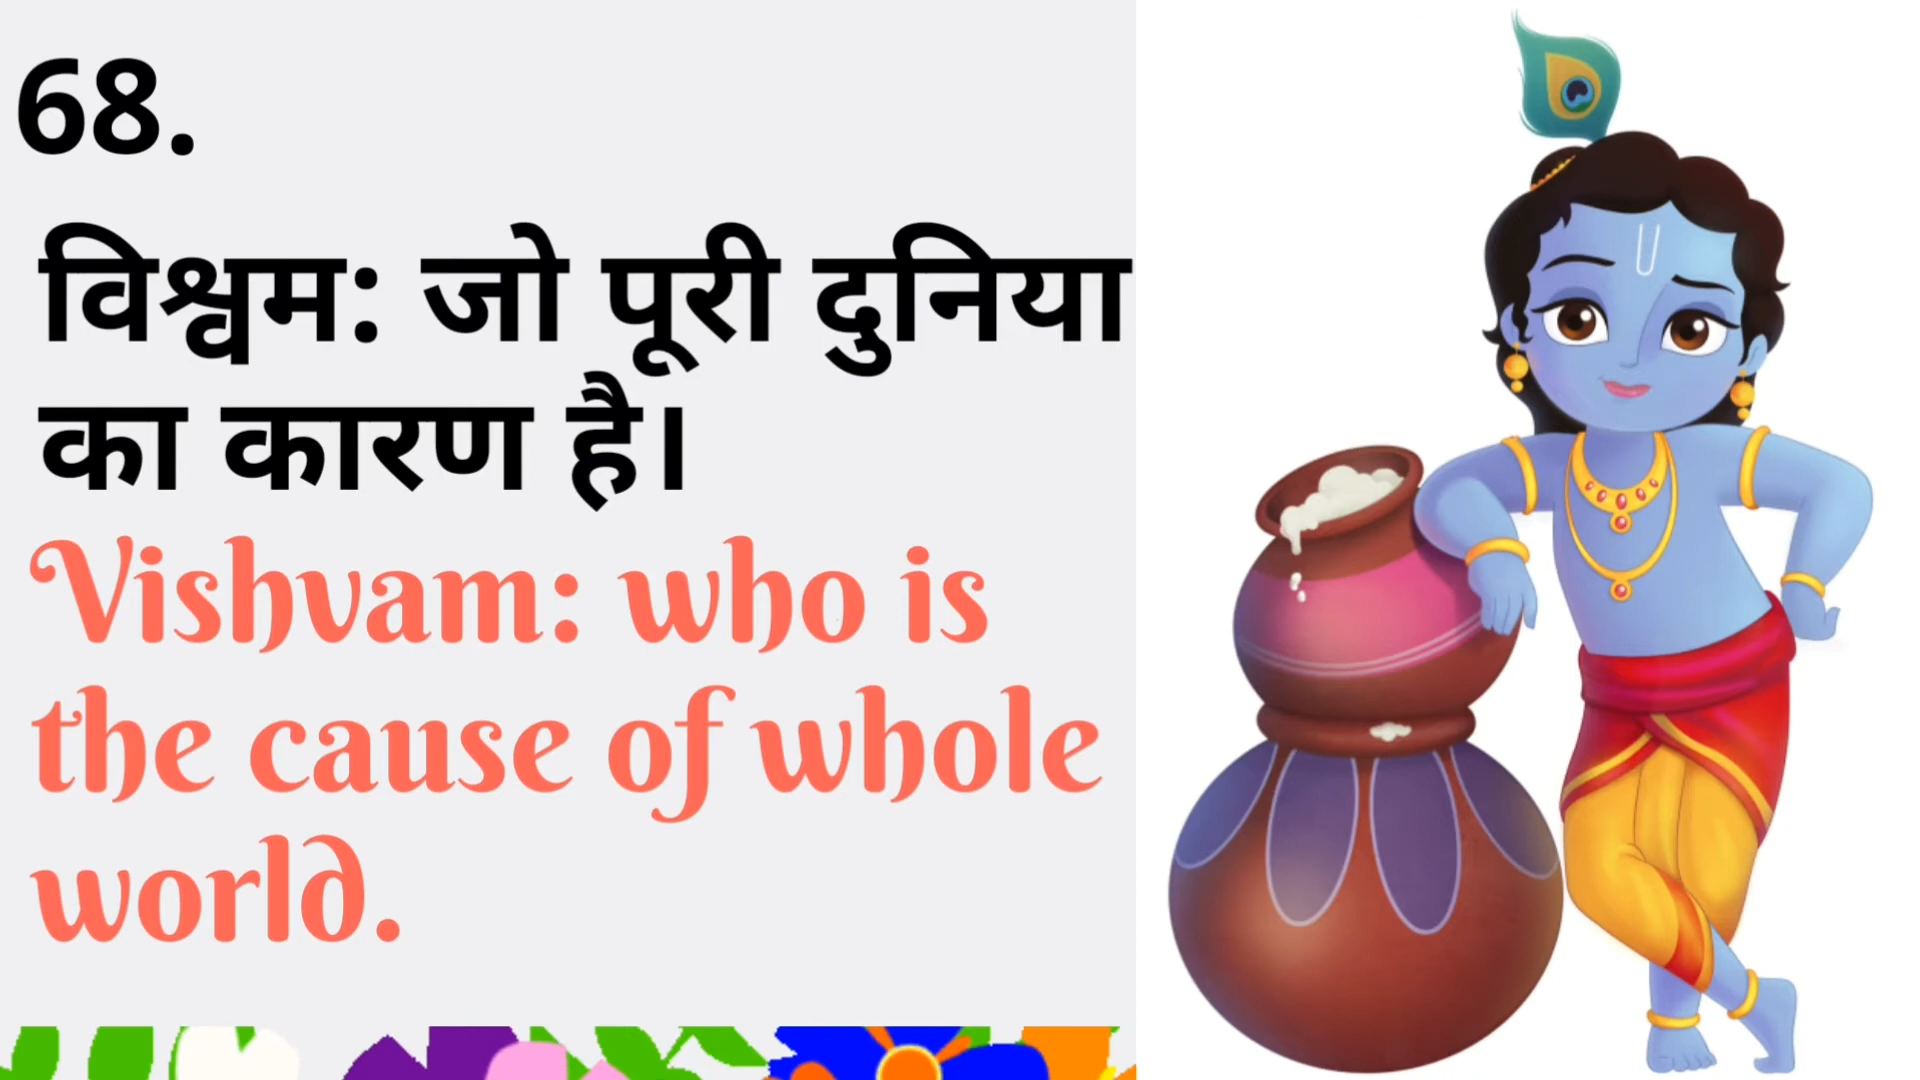 68.
विश्वम: जो पूरी दुनिया
का कारण है।
Vishvam: who is
the cause of whole
world.